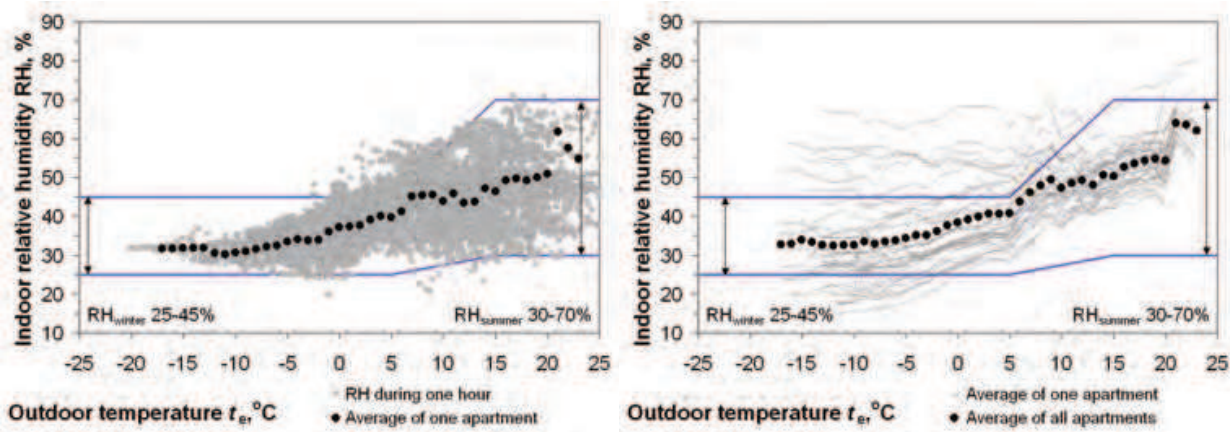 Indoor relative humidity RHi, %
90
80
70
60
50
40
30
20
10
RHwinter 25-45%
RHsummer 30-70%
-25 -20 -15 -10 -5 0 5 10 15 20 25
Outdoor temperature te,°C
RH during one hour
Average of one apartment
Indoor relative humidity RHi, %
90
80
70
60
50
40
30
20
10
RHwinter 25-45%
RHsummer 30-70%
-25 -20 -15 -10 -5 0 5 10 15 20 25
Outdoor temperature te,°C
Average of one apartment
Average of all apartments